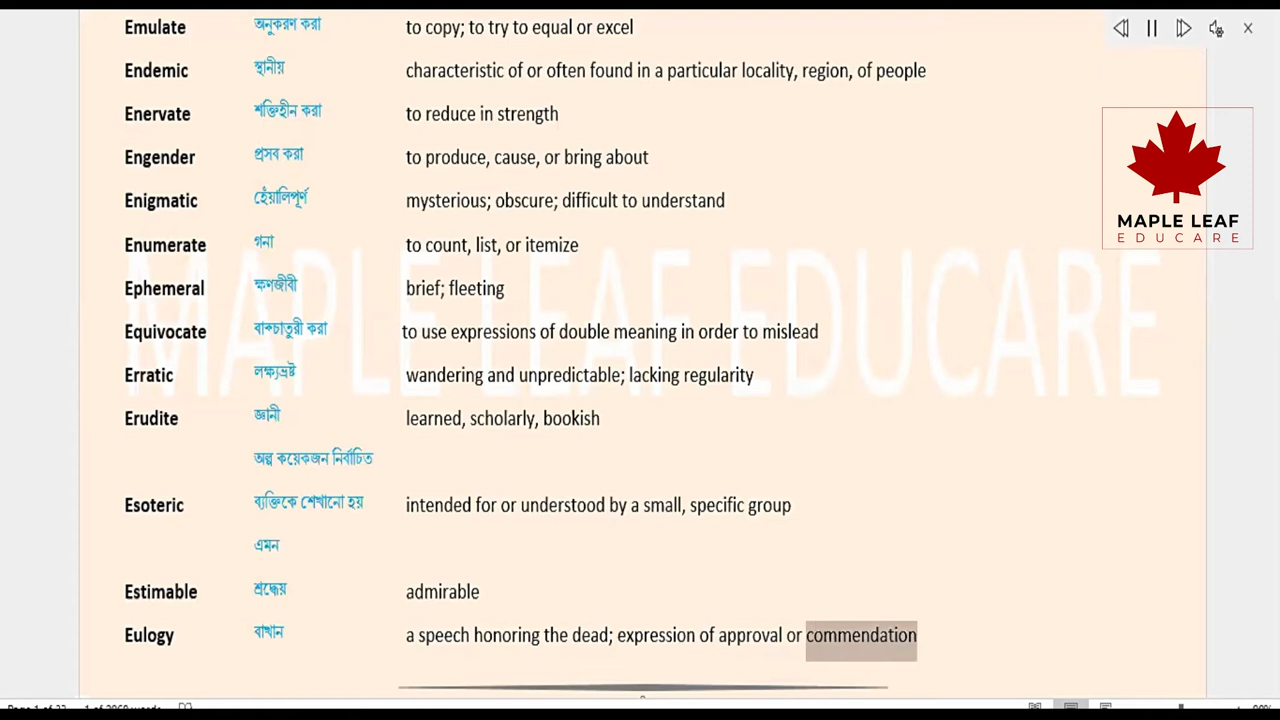 Emulate অনুকরণ করা to copy; to try to equal or excel
Endemic স্থানীয় characteristic of or often found in a particular locality, region, of people
Enervate শক্তিহীন করা to reduce in strength
Engender প্রসব করা to produce, cause, or bring about
Enigmatic হেঁয়ালিপূর্ণ mysterious; obscure; difficult to understand
Enumerate গনা to count, list, or itemize
Ephemeral ক্ষণজীবী brief; fleeting
Equivocate বাকচাতুরী করা to use expressions of double meaning in order to mislead
Erratic লক্ষ্যভ্রষ্ট wandering and unpredictable; lacking regularity
Erudite জ্ঞানী learned, scholarly, bookish
অল্প কয়েকজন নির্বাচিত
Esoteric ব্যক্তিকে শেখানো হয় intended for or understood by a small, specific group
এমন
Estimable শ্রদ্ধেয় admirable
Eulogy বাখান a speech honoring the dead; expression of approval or commendation
MAPLE LEAF
EDUCARE
MAPLE LEAF EDUCARE